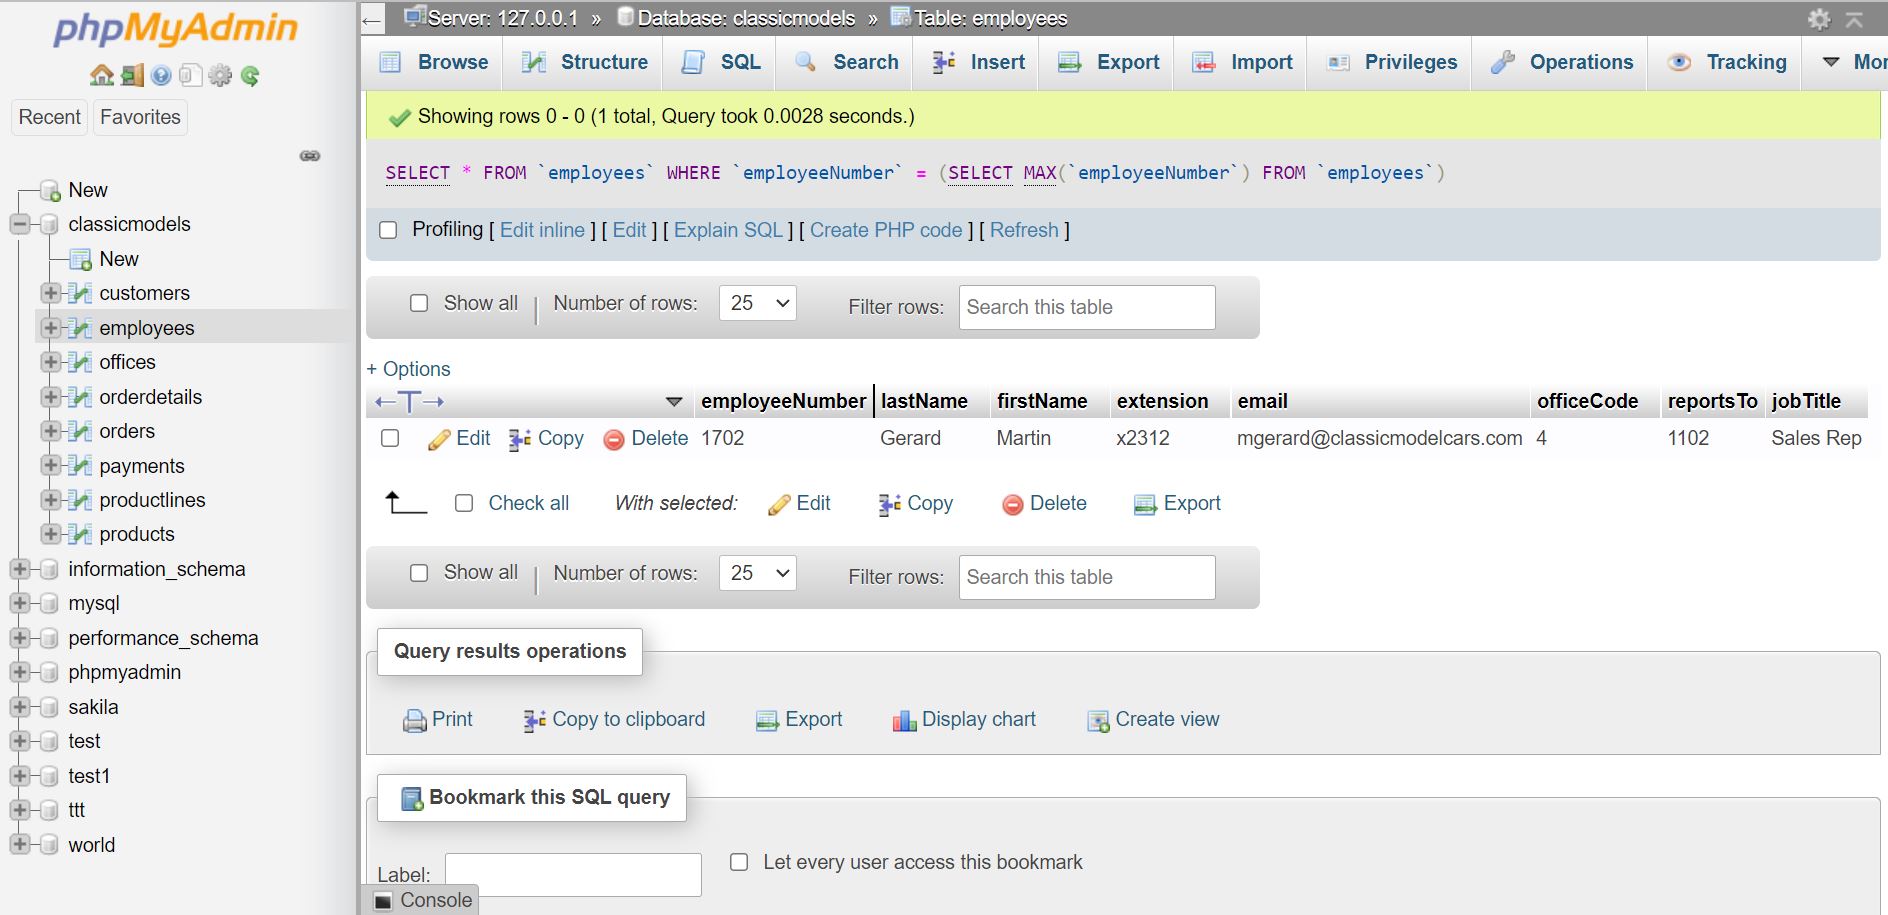 phpMyAdmin
Recent
Favorites
New
classicmodels
New
customers
employees
offices
orderdetails
orders
payments
productlines
products
information_schema
mysql
performance_schema
phpmyadmin
sakila
test
test1
ttt
world
← Server: 127.0.0.1 » Database: classicmodels » Table: employees
Browse Structure SQL Search Insert Export Import Privileges Operations Tracking Mor
Showing rows 0 - 0 (1 total, Query took 0.0028 seconds.)
SELECT * FROM `employees` WHERE `employeeNumber` = (SELECT MAX(`employeeNumber`) FROM `employees`)
Profiling [ Edit inline ] [ Edit ] [ Explain SQL ] [ Create PHP code ] [ Refresh ]
Show all | Number of rows: 25 Filter rows: Search this table
+ Options
←T→ employeeNumber lastName firstName extension email officeCode reportsTo jobTitle
Edit Copy Delete 1702 Gerard Martin x2312 mgerard@classicmodelcars.com 4 1102 Sales Rep
Check all With selected: Edit Copy Delete Export
Show all | Number of rows: 25 Filter rows: Search this table
Query results operations
Print Copy to clipboard Export Display chart Create view
Bookmark this SQL query
Label: Let every user access this bookmark
Console